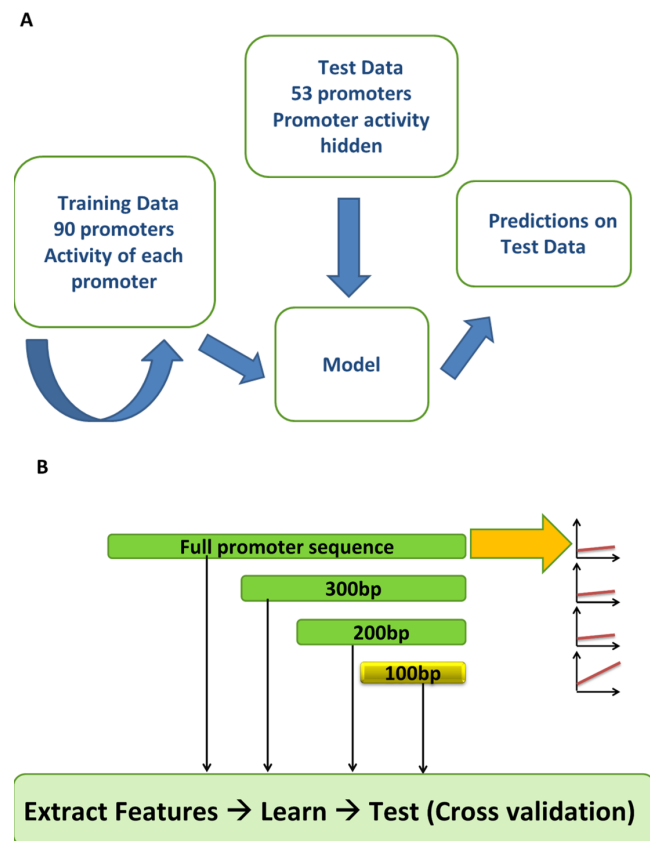 A
Test Data
53 promoters
Promoter activity
hidden
Training Data
90 promoters
Activity of each
promoter
Predictions on
Test Data
Model
B
Full promoter sequence
300bp
200bp
100bp
Extract Features → Learn → Test (Cross validation)